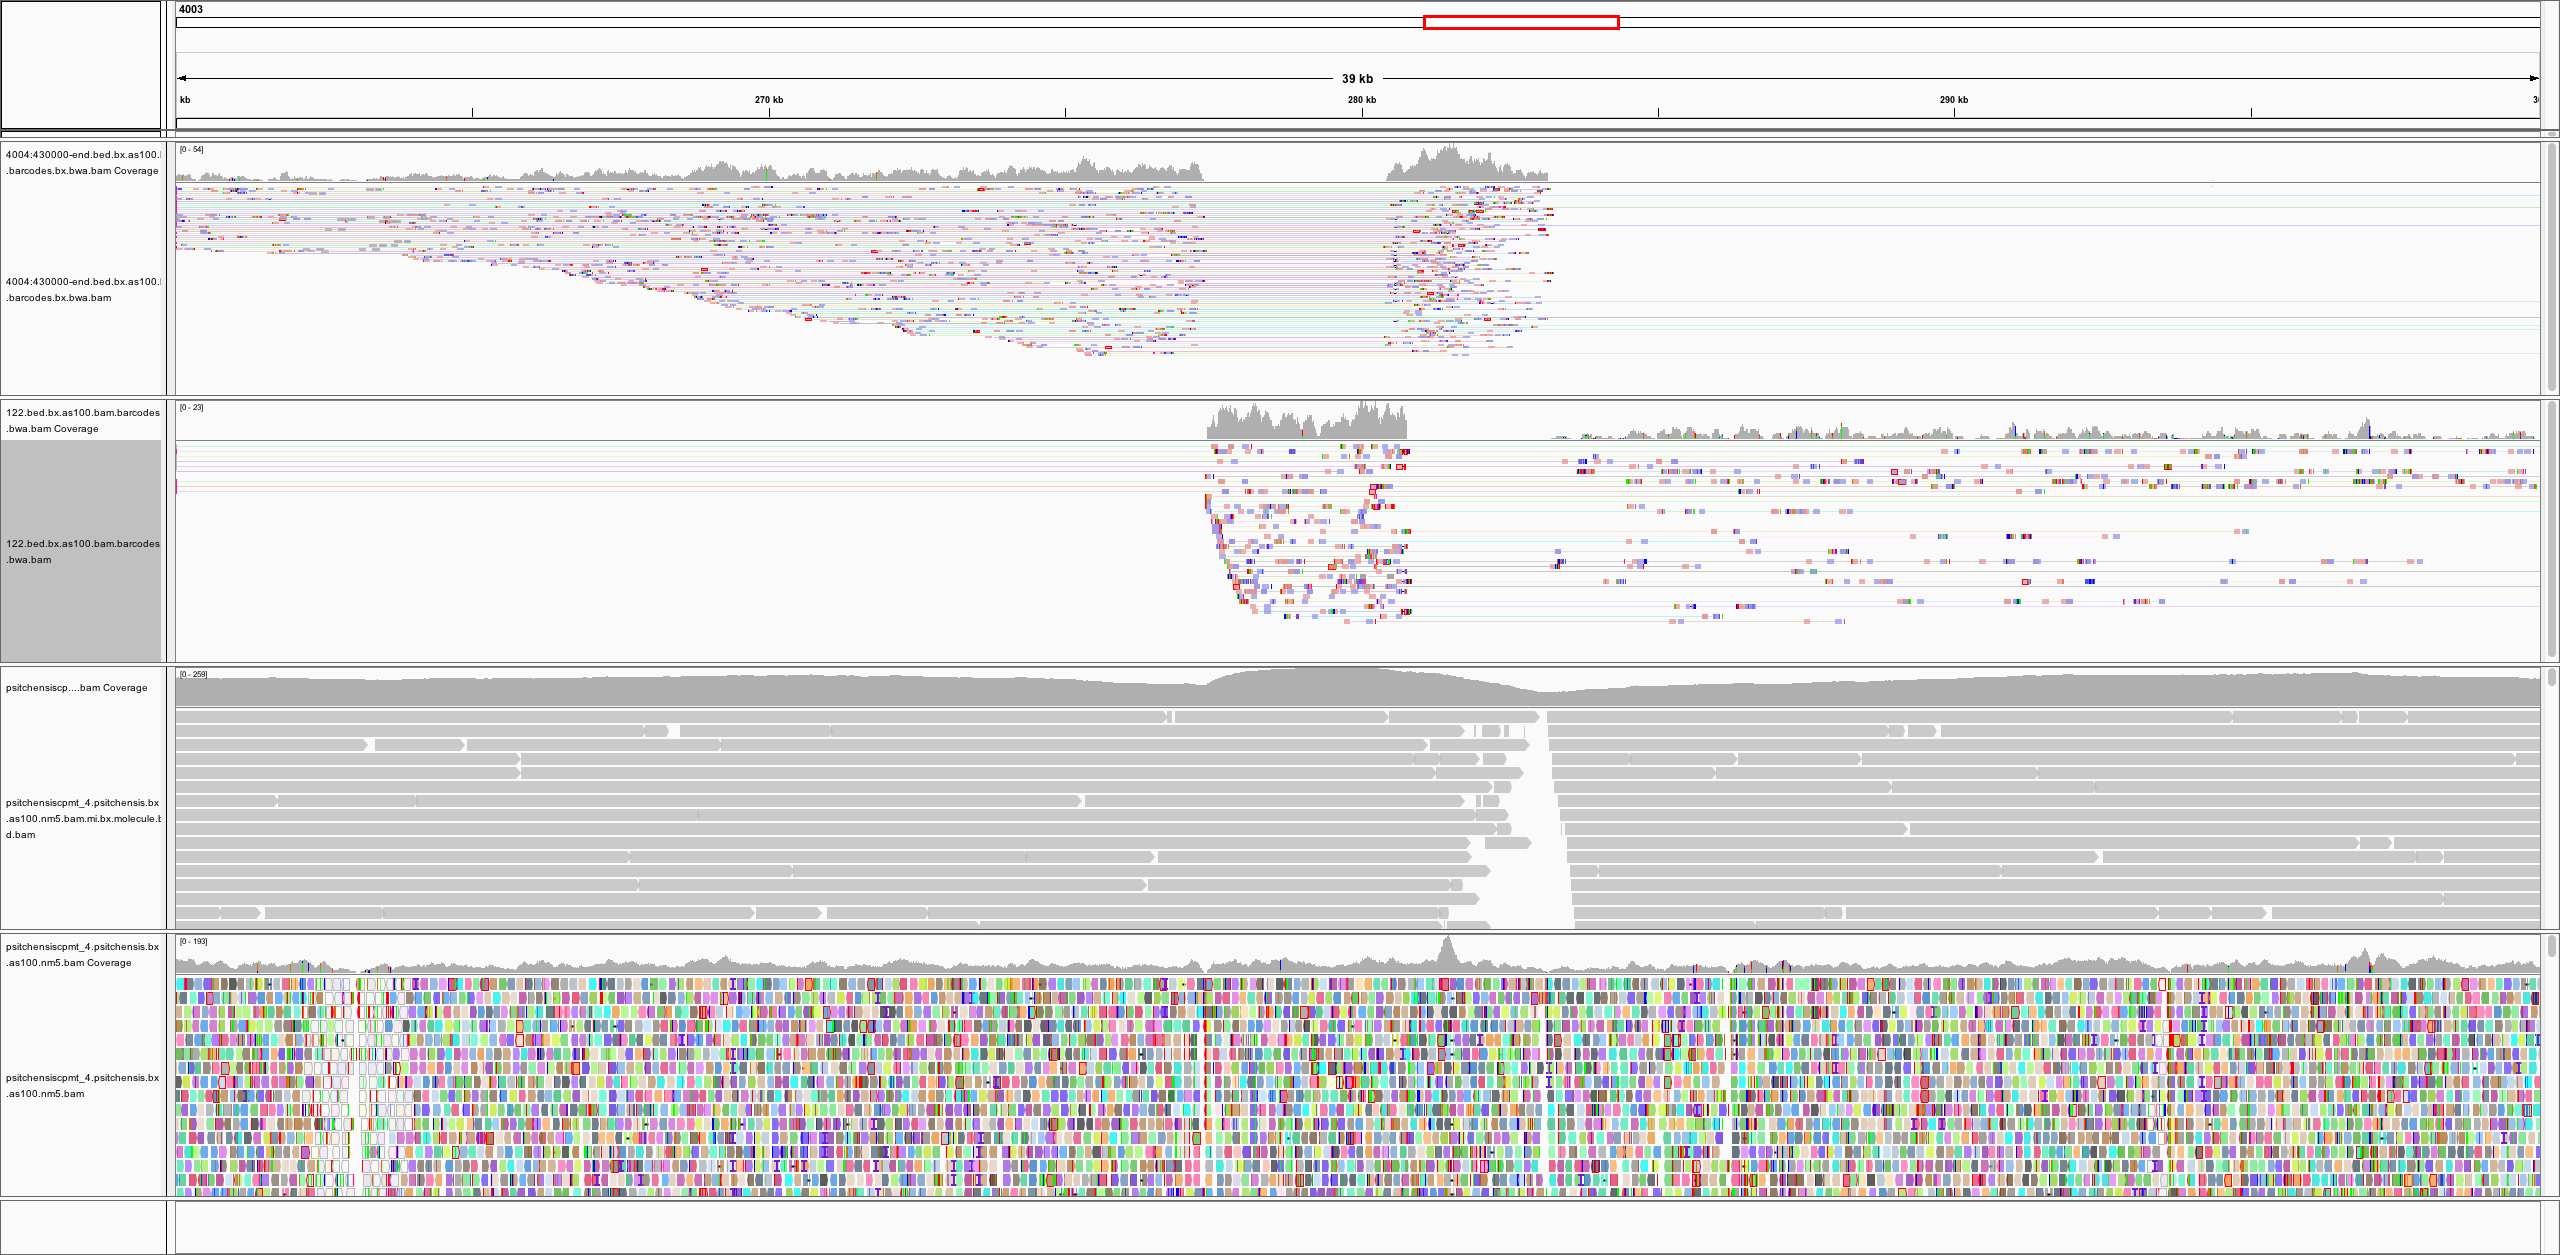 4003
39 kb
kb
270 kb
280 kb
290 kb
4004:430000-end.bed.bx.as100.
.barcodes.bx.bwa.bam Coverage
[0 - 54]
4004:430000-end.bed.bx.as100.
.barcodes.bx.bwa.bam
122.bed.bx.as100.bam.barcodes
.bwa.bam Coverage
[0 - 23]
122.bed.bx.as100.bam.barcodes
.bwa.bam
psitchensiscp....bam Coverage
[0 - 259]
psitchensiscpmt_4.psitchensis.bx
.as100.nm5.bam.mi.bx.molecule.b
d.bam
psitchensiscpmt_4.psitchensis.bx
.as100.nm5.bam Coverage
[0 - 193]
psitchensiscpmt_4.psitchensis.bx
.as100.nm5.bam